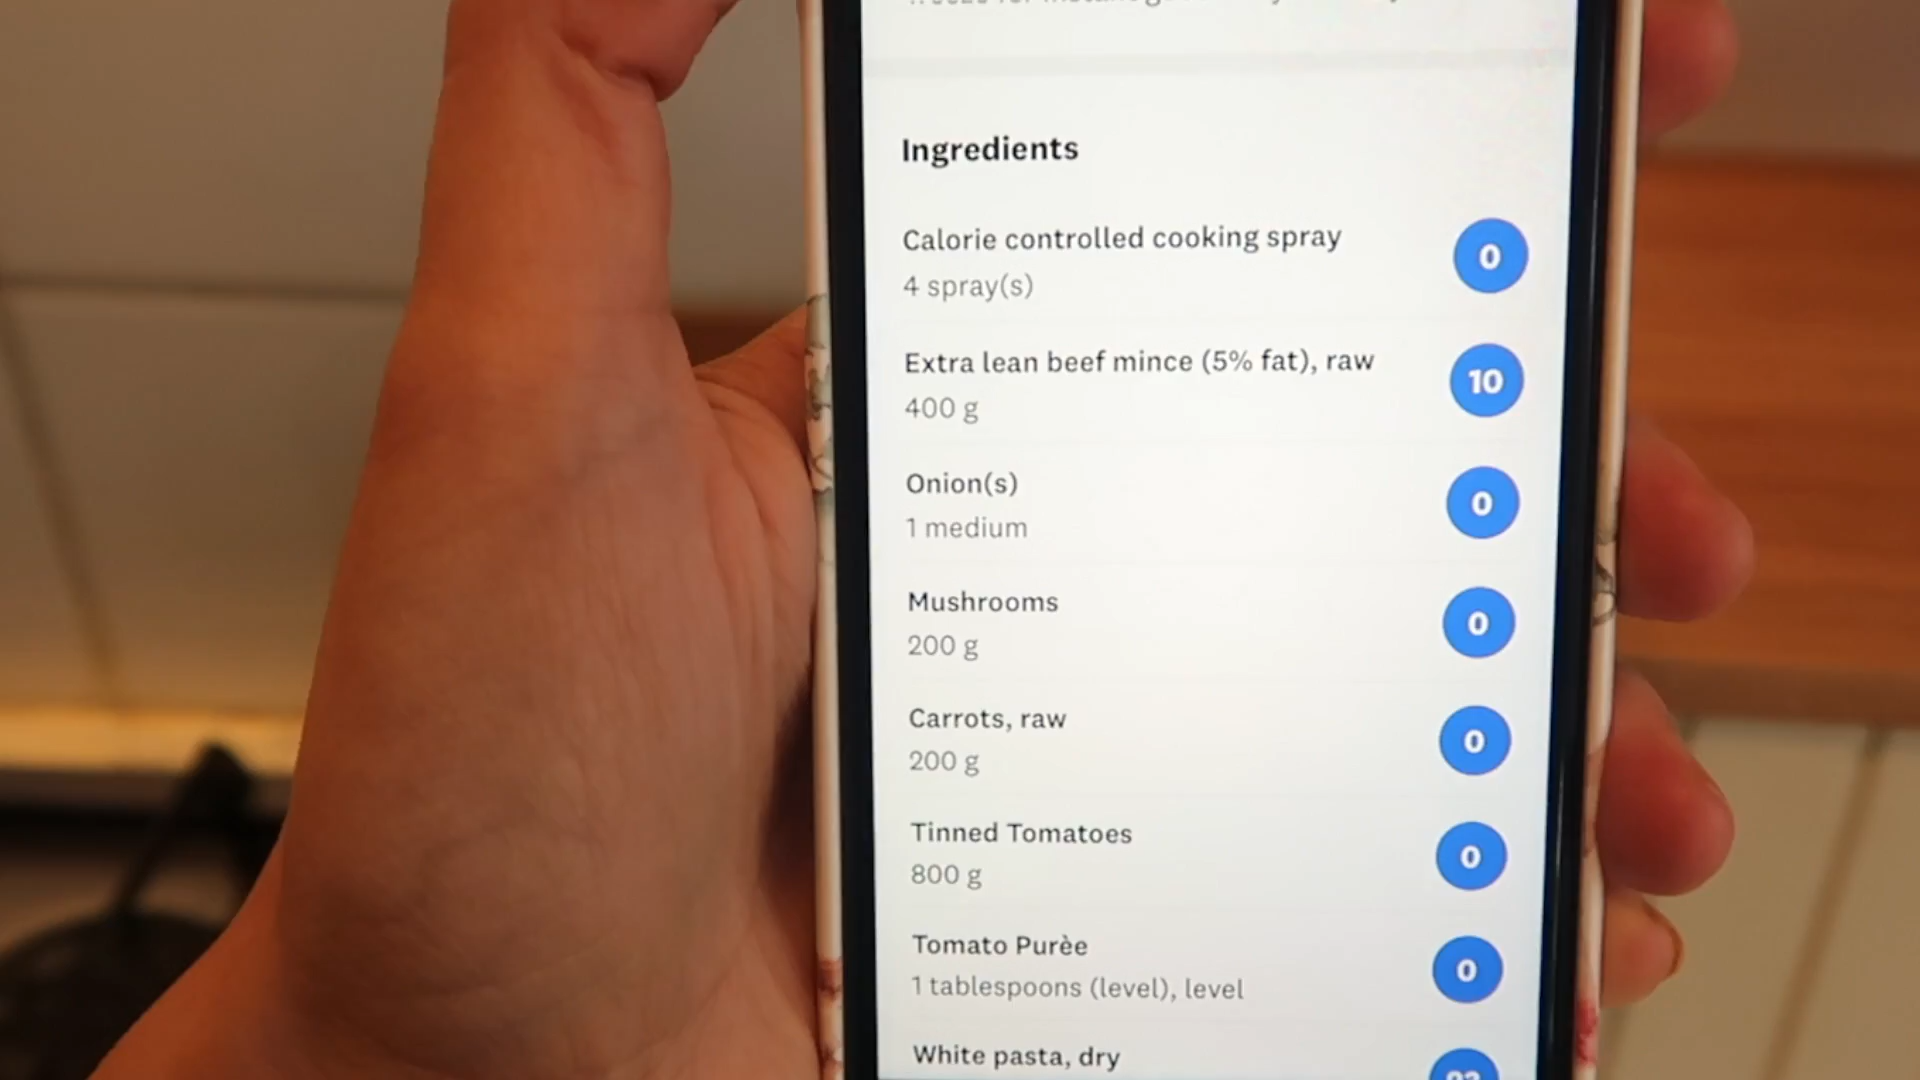 Ingredients
Calorie controlled cooking spray
4 spray(s)
0
Extra lean beef mince (5% fat), raw
400 g
10
Onion(s)
1 medium
0
Mushrooms
200 g
0
Carrots, raw
200 g
0
Tinned Tomatoes
800 g
0
Tomato Purèe
1 tablespoons (level), level
0
White pasta, dry